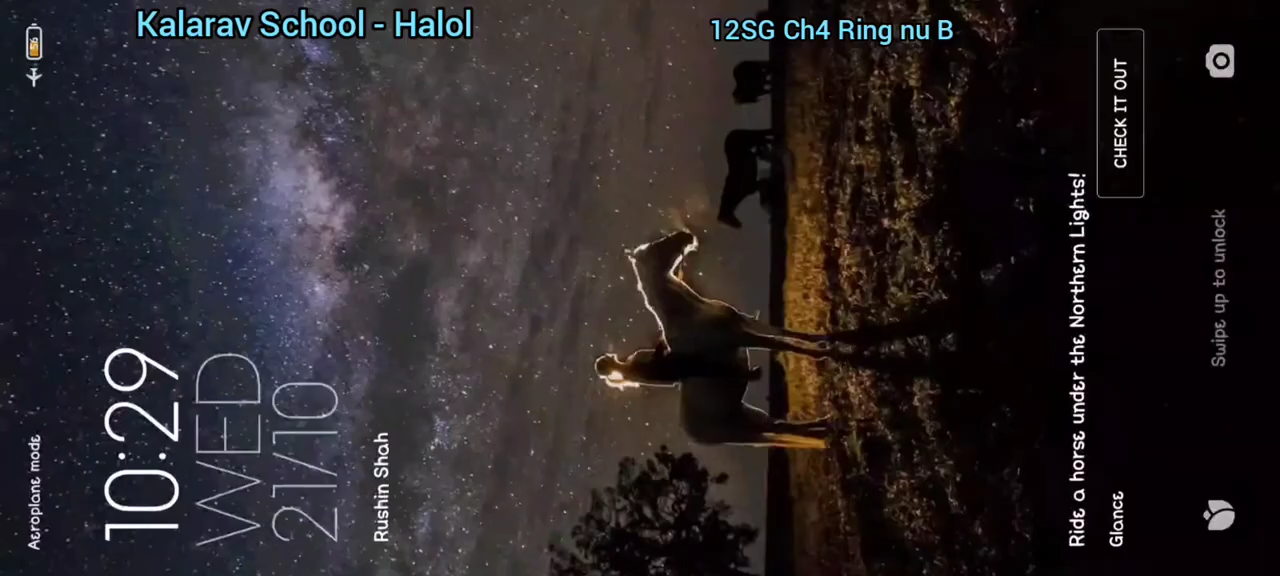 Kalarav School - Halol
12SG Ch4 Ring nu B
Aeroplane mode
56
10:29
WED
21/10
Rushin Shah
Ride a horse under the Northern Lights!
Glance
CHECK IT OUT
Swipe up to unlock